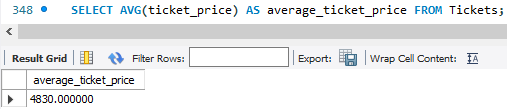 348 SELECT AVG(ticket_price) AS average_ticket_price FROM Tickets;
Result Grid Filter Rows: Export: Wrap Cell Content: IA
average_ticket_price
4830.000000